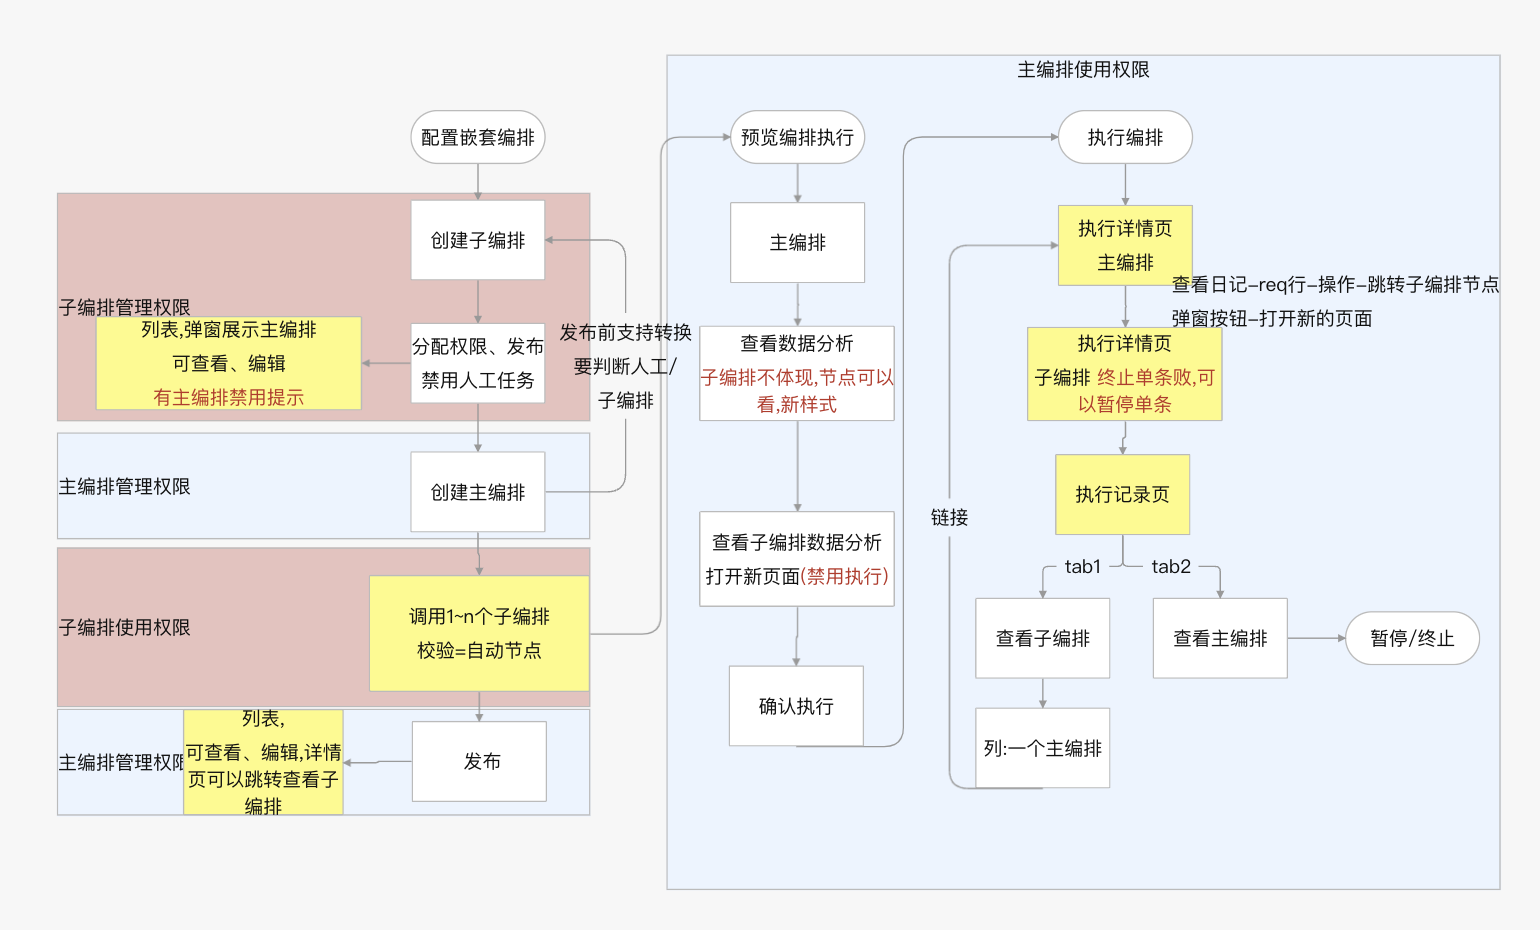 主编排使用权限
配置嵌套编排
创建子编排
子编排管理权限
列表,弹窗展示主编排
可查看、编辑
有主编排禁用提示
分配权限、发布
禁用人工任务
发布前支持转换
要判断人工/
子编排
主编排管理权限
创建主编排
子编排使用权限
调用1~n个子编排
校验=自动节点
主编排管理权限
列表,
可查看、编辑,详情
页可以跳转查看子
编排
发布
预览编排执行
主编排
查看数据分析
子编排不体现,节点可以
看,新样式
查看子编排数据分析
打开新页面(禁用执行)
确认执行
执行编排
执行详情页
主编排
查看日记-req行-操作-跳转子编排节点
弹窗按钮-打开新的页面
执行详情页
子编排 终止单条败,可
以暂停单条
链接
执行记录页
tab1
tab2
查看子编排
查看主编排
暂停/终止
列:一个主编排